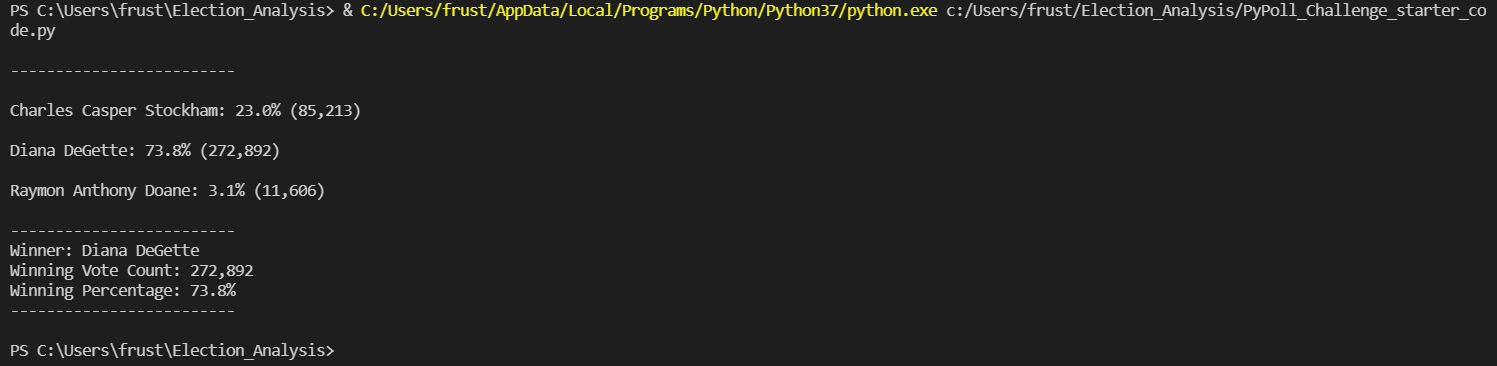 PS C:\Users\frust\Election_Analysis> & C:/Users/frust/AppData/Local/Programs/Python/Python37/python.exe c:/Users/frust/Election_Analysis/PyPoll_Challenge_starter_co
de.py
-------------------------
Charles Casper Stockham: 23.0% (85,213)
Diana DeGette: 73.8% (272,892)
Raymon Anthony Doane: 3.1% (11,606)
-------------------------
Winner: Diana DeGette
Winning Vote Count: 272,892
Winning Percentage: 73.8%
-------------------------
PS C:\Users\frust\Election_Analysis>